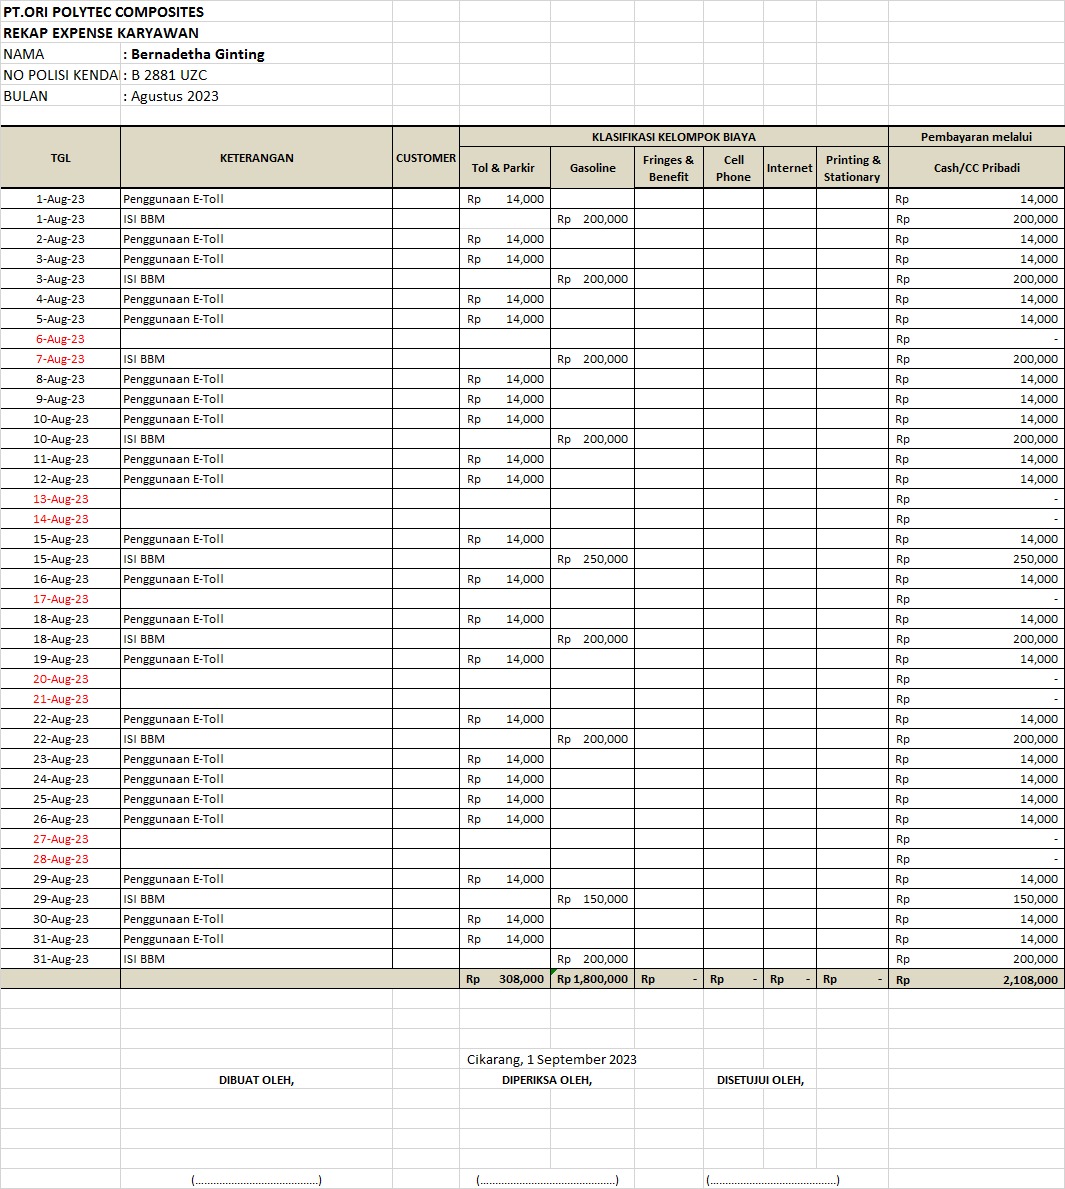 PT.ORI POLYTEC COMPOSITES
REKAP EXPENSE KARYAWAN
NAMA : Bernadetha Ginting
NO POLISI KENDA : B 2881 UZC
BULAN : Agustus 2023
KLASIFIKASI KELOMPOK BIAYA Pembayaran melalui
TGL KETERANGAN CUSTOMER Tol & Parkir Gasoline Fringes & Benefit Cell Phone Internet Printing & Stationary Cash/CC Pribadi
1-Aug-23 Penggunaan E-Toll Rp 14,000 Rp 14,000
1-Aug-23 ISI BBM Rp 200,000 Rp 200,000
2-Aug-23 Penggunaan E-Toll Rp 14,000 Rp 14,000
3-Aug-23 Penggunaan E-Toll Rp 14,000 Rp 14,000
3-Aug-23 ISI BBM Rp 200,000 Rp 200,000
4-Aug-23 Penggunaan E-Toll Rp 14,000 Rp 14,000
5-Aug-23 Penggunaan E-Toll Rp 14,000 Rp 14,000
6-Aug-23 Rp -
7-Aug-23 ISI BBM Rp 200,000 Rp 200,000
8-Aug-23 Penggunaan E-Toll Rp 14,000 Rp 14,000
9-Aug-23 Penggunaan E-Toll Rp 14,000 Rp 14,000
10-Aug-23 Penggunaan E-Toll Rp 14,000 Rp 14,000
10-Aug-23 ISI BBM Rp 200,000 Rp 200,000
11-Aug-23 Penggunaan E-Toll Rp 14,000 Rp 14,000
12-Aug-23 Penggunaan E-Toll Rp 14,000 Rp 14,000
13-Aug-23 Rp -
14-Aug-23 Rp -
15-Aug-23 Penggunaan E-Toll Rp 14,000 Rp 14,000
15-Aug-23 ISI BBM Rp 250,000 Rp 250,000
16-Aug-23 Penggunaan E-Toll Rp 14,000 Rp 14,000
17-Aug-23 Rp -
18-Aug-23 Penggunaan E-Toll Rp 14,000 Rp 14,000
18-Aug-23 ISI BBM Rp 200,000 Rp 200,000
19-Aug-23 Penggunaan E-Toll Rp 14,000 Rp 14,000
20-Aug-23 Rp -
21-Aug-23 Rp -
22-Aug-23 Penggunaan E-Toll Rp 14,000 Rp 14,000
22-Aug-23 ISI BBM Rp 200,000 Rp 200,000
23-Aug-23 Penggunaan E-Toll Rp 14,000 Rp 14,000
24-Aug-23 Penggunaan E-Toll Rp 14,000 Rp 14,000
25-Aug-23 Penggunaan E-Toll Rp 14,000 Rp 14,000
26-Aug-23 Penggunaan E-Toll Rp 14,000 Rp 14,000
27-Aug-23 Rp -
28-Aug-23 Rp -
29-Aug-23 Penggunaan E-Toll Rp 14,000 Rp 14,000
29-Aug-23 ISI BBM Rp 150,000 Rp 150,000
30-Aug-23 Penggunaan E-Toll Rp 14,000 Rp 14,000
31-Aug-23 Penggunaan E-Toll Rp 14,000 Rp 14,000
31-Aug-23 ISI BBM Rp 200,000 Rp 200,000
Rp 308,000 Rp 1,800,000 Rp - Rp - Rp - Rp - Rp 2,108,000
Cikarang, 1 September 2023
DIBUAT OLEH, DIPERIKSA OLEH, DISETUJUI OLEH,
(.......................................) (...........................................) (........................................)